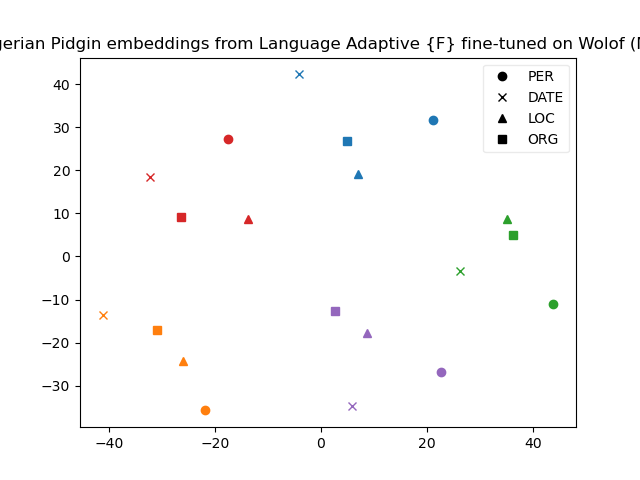 gerian Pidgin embeddings from Language Adaptive {F} fine-tuned on Wolof (
PER
DATE
LOC
ORG
40
30
20
10
0
−10
−20
−30
−40
−20
0
20
40